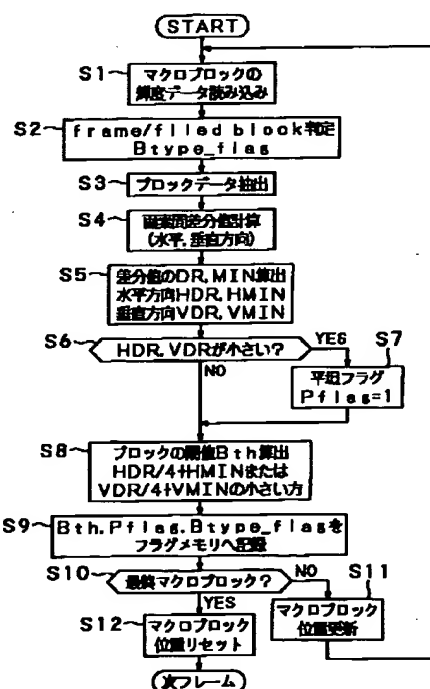 START
S1
マクロブロックの
輝度データ読み込み
S2
frame/filed block判定
Btype_flag
S3
ブロックデータ抽出
S4
画素間差分値計算
(水平,垂直方向)
S5
差分値のDR,MIN算出
水平方向HDR,HMIN
垂直方向VDR,VMIN
S6
HDR,VDRが小さい?
YES
S7
NO
平坦フラグ
Pflag=1
S8
ブロックの閾値Bth算出
HDR/4+HMINまたは
VDR/4+VMINの小さい方
S9
Bth.Pflag.Btype_flagを
フラグメモリへ記録
S10
最終マクロブロック?
NO
S11
YES
マクロブロック
位置更新
S12
マクロブロック
位置リセット
次フレーム